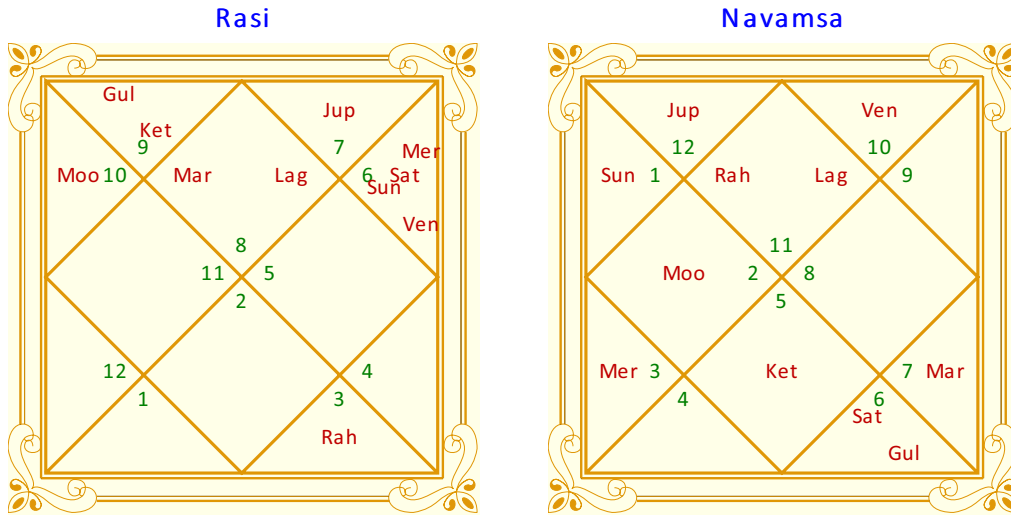 Rasi
Gul
Ket
9
Moo 10
Mar
Lag
Jup
7
Mer
6 Sat
Sun
Ven
8
11 5
2
12
1
4
3
Rah
Navamsa
Jup
12
Sun 1
Rah
Lag
Ven
10
9
11
Moo 2 8
5
Mer 3
4
Ket
7 Mar
6
Sat
Gul